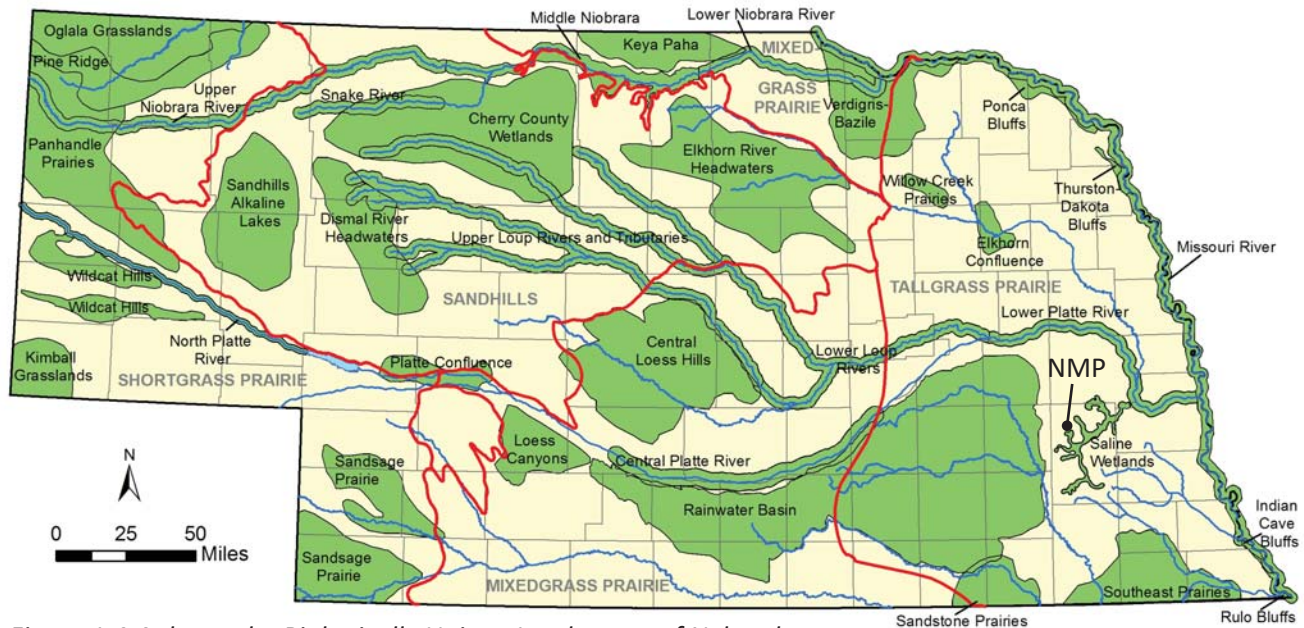 Middle Niobrara
Lower Niobrara River
Oglala Grasslands
Keya Paha
MIXED-
GRASS
PRAIRIE
Pine Ridge
Upper
Niobrara River
Snake River
Cherry County
Wetlands
Verdigris-
Bazile
Ponca
Bluffs
Panhandle
Prairies
Sandhills
Alkaline
Lakes
Elkhorn River
Headwaters
Willow Creek
Prairies
Thurston-
Dakota
Bluffs
Dismal River
Headwaters
Upper Loup Rivers and Tributaries
Elkhorn
Confluence
Missouri River
Wildcat Hills
Wildcat Hills
SANDHILLS
TALLGRASS PRAIRIE
North Platte
River
Lower Platte River
Kimball
Grasslands
SHORTGRASS PRAIRIE
Platte Confluence
Central
Loess Hills
Lower Loup
Rivers
NMP
N
Loess
Canyons
Central Platte River
Saline
Wetlands
Sandsage
Prairie
Rainwater Basin
0 25 50
Miles
Indian
Cave
Bluffs
Sandsage
Prairie
MIXEDGRASS PRAIRIE
Southeast Prairies
Sandstone Prairies
Rulo Bluffs
Biologically Unique Landscapes of